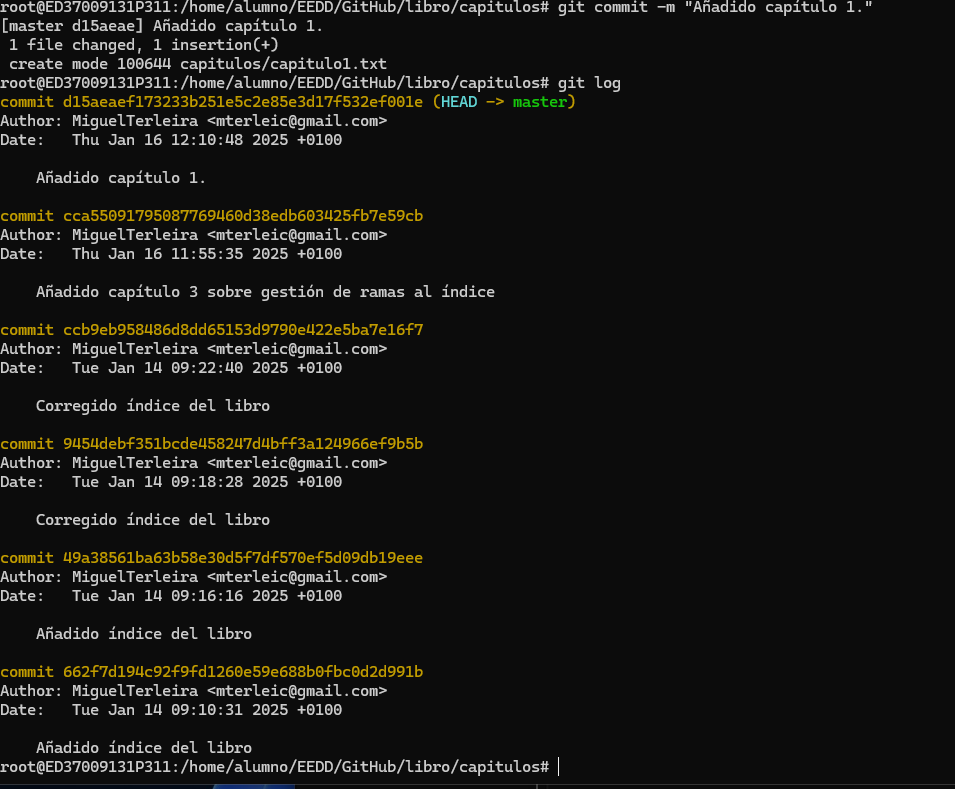 root@ED37009131P311:/home/alumno/EEDD/GitHub/libro/capitulos# git commit -m "Añadido capítulo 1."
[master d15aeae] Añadido capítulo 1.
 1 file changed, 1 insertion(+)
 create mode 100644 capitulos/capitulo1.txt
root@ED37009131P311:/home/alumno/EEDD/GitHub/libro/capitulos# git log
commit d15aeaef173233b251e5c2e85e3d17f532ef001e (HEAD -> master)
Author: MiguelTerleira <mterleic@gmail.com>
Date:   Thu Jan 16 12:10:48 2025 +0100

    Añadido capítulo 1.

commit cca55091795087769460d38edb603425fb7e59cb
Author: MiguelTerleira <mterleic@gmail.com>
Date:   Thu Jan 16 11:55:35 2025 +0100

    Añadido capítulo 3 sobre gestión de ramas al índice

commit ccb9eb958486d8dd65153d9790e422e5ba7e16f7
Author: MiguelTerleira <mterleic@gmail.com>
Date:   Tue Jan 14 09:22:40 2025 +0100

    Corregido índice del libro

commit 9454debf351bcde458247d4bff3a124966ef9b5b
Author: MiguelTerleira <mterleic@gmail.com>
Date:   Tue Jan 14 09:18:28 2025 +0100

    Corregido índice del libro

commit 49a38561ba63b58e30d5f7df570ef5d09db19eee
Author: MiguelTerleira <mterleic@gmail.com>
Date:   Tue Jan 14 09:16:16 2025 +0100

    Añadido índice del libro

commit 662f7d194c92f9fd1260e59e688b0fbc0d2d991b
Author: MiguelTerleira <mterleic@gmail.com>
Date:   Tue Jan 14 09:10:31 2025 +0100

    Añadido índice del libro
root@ED37009131P311:/home/alumno/EEDD/GitHub/libro/capitulos#